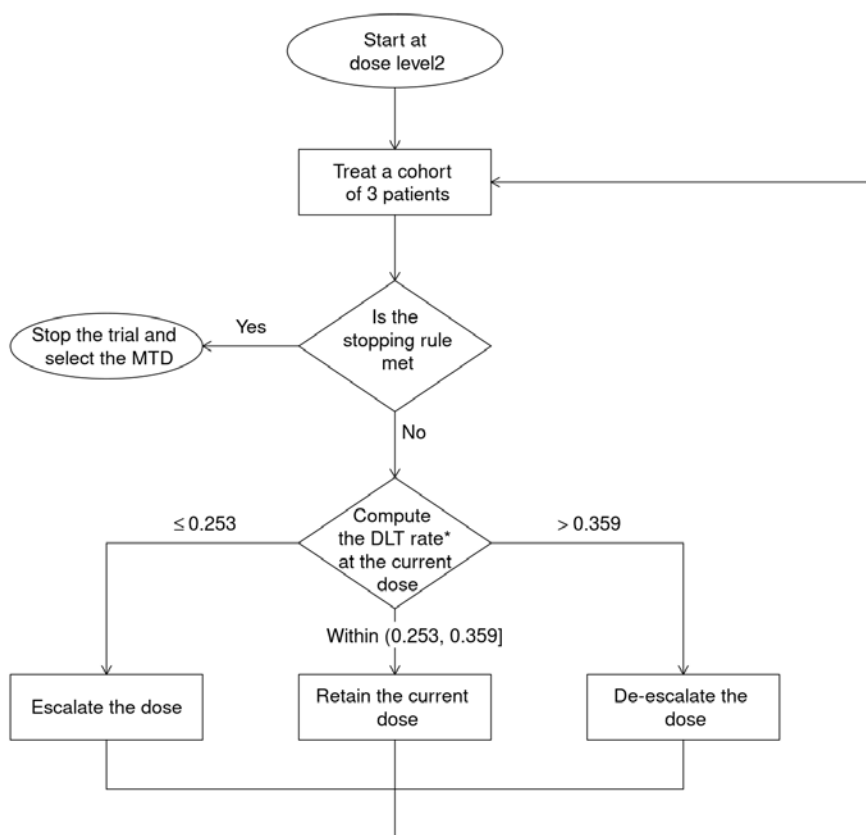 Start at
dose level2
Treat a cohort
of 3 patients
Is the
stopping rule
met
Yes
Stop the trial and
select the MTD
No
Compute
the DLT rate*
at the current
dose
≤ 0.253
> 0.359
Within (0.253, 0.359]
Escalate the dose
Retain the current
dose
De-escalate the
dose